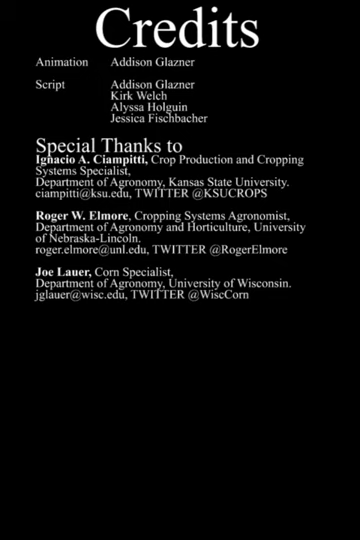 Credits
Animation Addison Glazner
Script Addison Glazner
Kirk Welch
Alyssa Holguin
Jessica Fischbacher
Special Thanks to
Ignacio A. Ciampitti, Crop Production and Cropping
Systems Specialist,
Department of Agronomy, Kansas State University.
ciampitti@ksu.edu, TWITTER @KSUCROPS
Roger W. Elmore, Cropping Systems Agronomist,
Department of Agronomy and Horticulture, University
of Nebraska-Lincoln.
roger.elmore@unl.edu, TWITTER @RogerElmore
Joe Lauer, Corn Specialist,
Department of Agronomy, University of Wisconsin.
jglauer@wisc.edu, TWITTER @WiscCorn